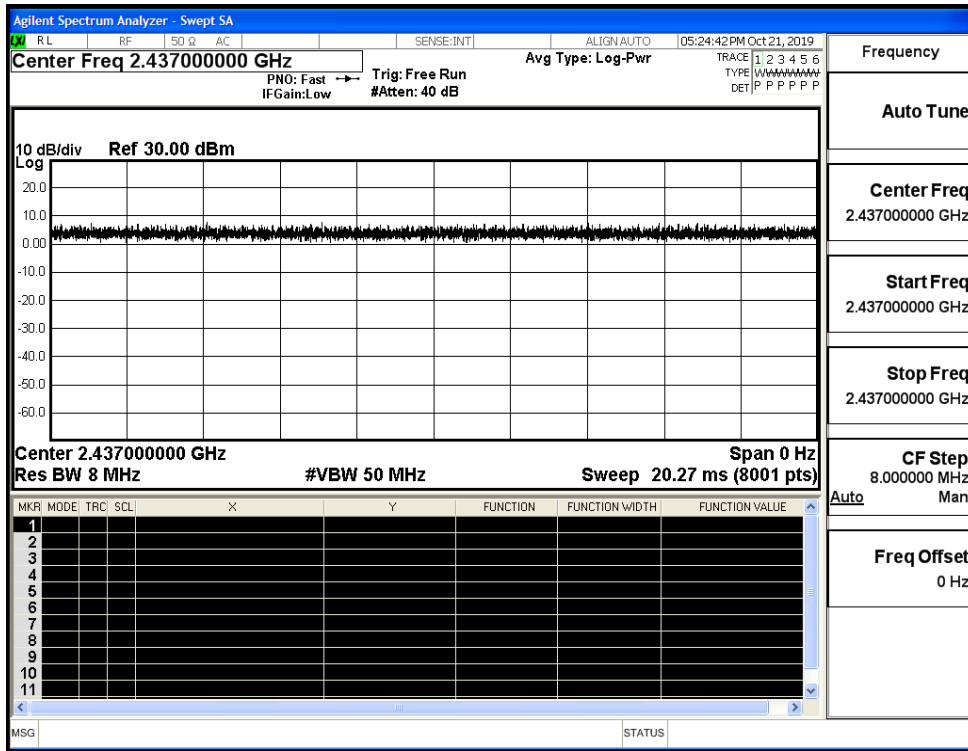 Agilent Spectrum Analyzer - Swept SA
LXI RL RF 50 Ω AC SENSE:INT ALIGN AUTO 05:24:42 PM Oct 21, 2019
Center Freq 2.437000000 GHz Avg Type: Log-Pwr TRACE 1 2 3 4 5 6
PNO: Fast Trig: Free Run TYPE WWWWWW
IFGain:Low #Atten: 40 dB DET P P P P P P
Frequency
Auto Tune
10 dB/div Ref 30.00 dBm
Log
20.0
10.0
0.00
-10.0
-20.0
-30.0
-40.0
-50.0
-60.0
Center 2.437000000 GHz Span 0 Hz
Res BW 8 MHz #VBW 50 MHz Sweep 20.27 ms (8001 pts)
MKR MODE TRC SCL X Y FUNCTION FUNCTION WIDTH FUNCTION VALUE
1
2
3
4
5
6
7
8
9
10
11
Center Freq
2.437000000 GHz
Start Freq
2.437000000 GHz
Stop Freq
2.437000000 GHz
CF Step
8.000000 MHz
Auto Man
Freq Offset
0 Hz
MSG STATUS